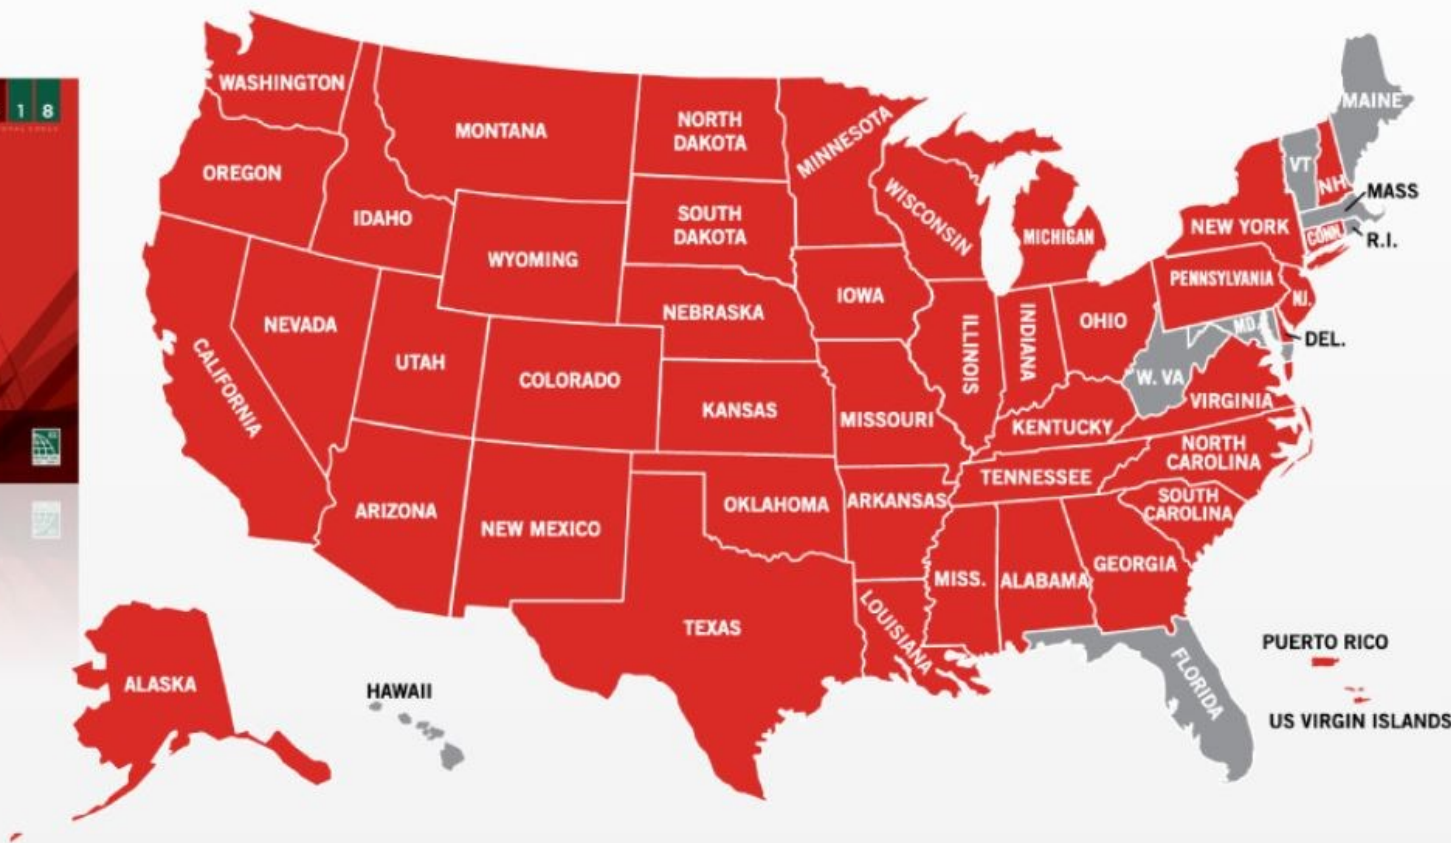 1 8
WASHINGTON
OREGON
CALIFORNIA
NEVADA
IDAHO
MONTANA
WYOMING
UTAH
COLORADO
ARIZONA
NEW MEXICO
NORTH
DAKOTA
SOUTH
DAKOTA
NEBRASKA
KANSAS
OKLAHOMA
TEXAS
MINNESOTA
IOWA
MISSOURI
ARKANSAS
LOUISIANA
WISCONSIN
ILLINOIS
MICHIGAN
INDIANA
OHIO
KENTUCKY
TENNESSEE
MISS.
ALABAMA
GEORGIA
FLORIDA
SOUTH
CAROLINA
NORTH
CAROLINA
VIRGINIA
W. VA
MD.
DEL.
PENNSYLVANIA
NJ.
NEW YORK
CONN.
R.I.
MASS
VT
NH
MAINE
ALASKA
HAWAII
PUERTO RICO
US VIRGIN ISLANDS